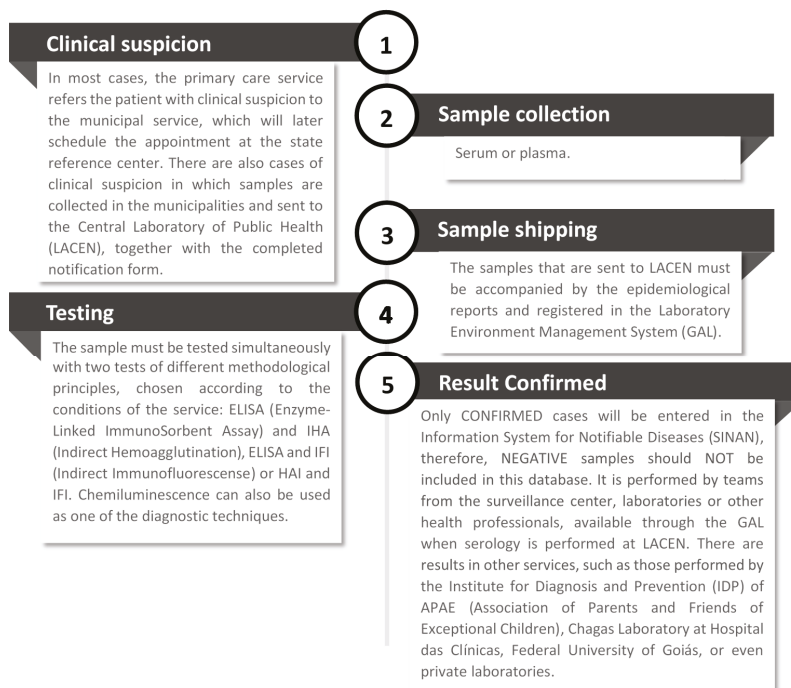 1
Clinical suspicion
In most cases, the primary care service
refers the patient with clinical suspicion to
the municipal service, which will later
schedule the appointment at the state
reference center. There are also cases of
clinical suspicion in which samples are
collected in the municipalities and sent to
the Central Laboratory of Public Health
(LACEN), together with the completed
notification form.
2
Sample collection
Serum or plasma.
3
Sample shipping
The samples that are sent to LACEN must
be accompanied by the epidemiological
reports and registered in the Laboratory
Environment Management System (GAL).
4
Testing
The sample must be tested simultaneously
with two tests of different methodological
principles, chosen according to the
conditions of the service: ELISA (Enzyme-
Linked ImmunoSorbent Assay) and IHA
(Indirect Hemoagglutination), ELISA and IFI
(Indirect Immunofluorescense) or HAI and
IFI. Chemiluminescence can also be used
as one of the diagnostic techniques.
5
Result Confirmed
Only CONFIRMED cases will be entered in the
Information System for Notifiable Diseases (SINAN),
therefore, NEGATIVE samples should NOT be
included in this database. It is performed by teams
from the surveillance center, laboratories or other
health professionals, available through the GAL
when serology is performed at LACEN. There are
results in other services, such as those performed by
the Institute for Diagnosis and Prevention (IDP) of
APAE (Association of Parents and Friends of
Exceptional Children), Chagas Laboratory at Hospital
das Clínicas, Federal University of Goiás, or even
private laboratories.